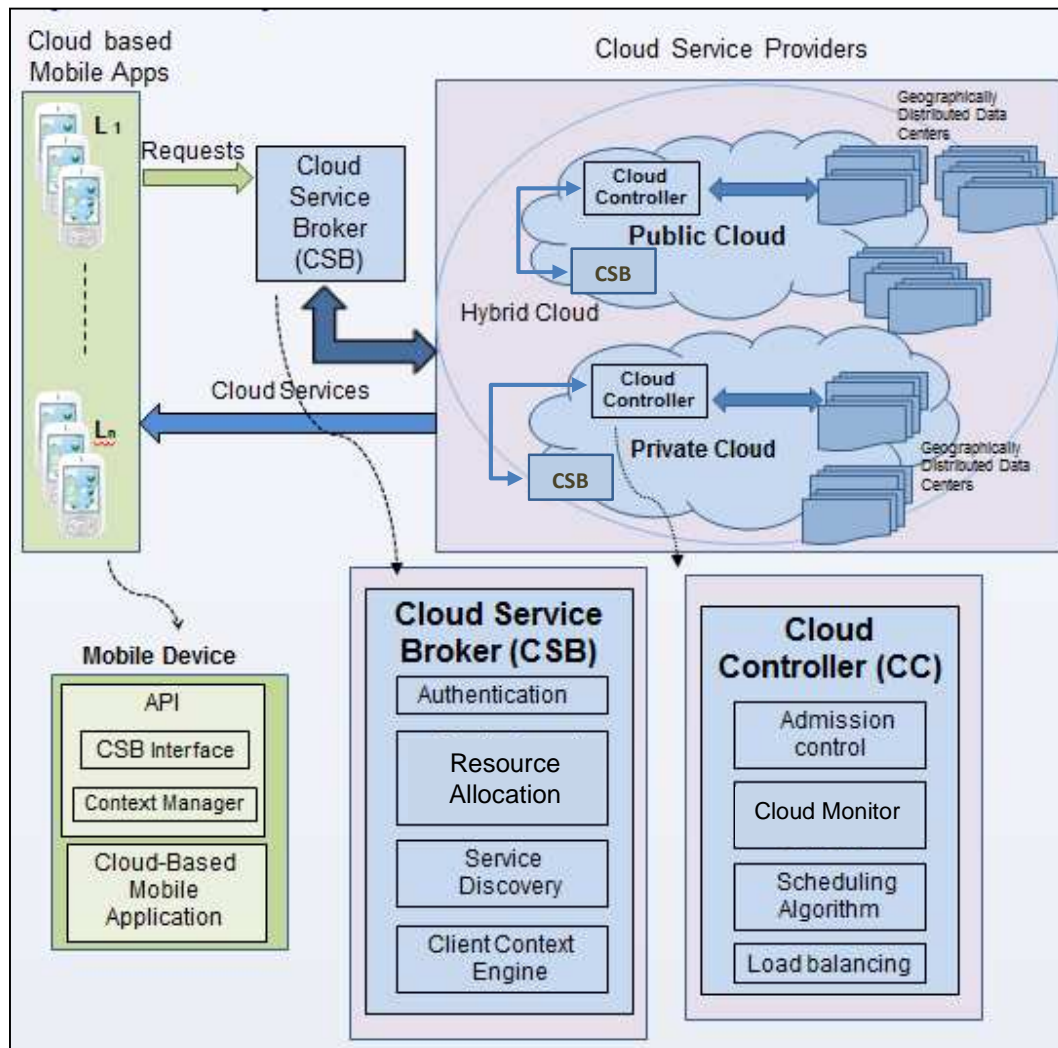 Cloud based
Mobile Apps
Cloud Service Providers
L 1
Requests
Cloud
Service
Broker
(CSB)
Geographically
Distributed Data
Centers
Cloud
Controller
Public Cloud
CSB
Hybrid Cloud
Cloud Services
Cloud
Controller
Private Cloud
CSB
Geographically
Distributed Data
Centers
Ln
Mobile Device
API
CSB Interface
Context Manager
Cloud-Based
Mobile
Application
Cloud Service
Broker (CSB)
Authentication
Resource
Allocation
Service
Discovery
Client Context
Engine
Cloud
Controller (CC)
Admission
control
Cloud Monitor
Scheduling
Algorithm
Load balancing